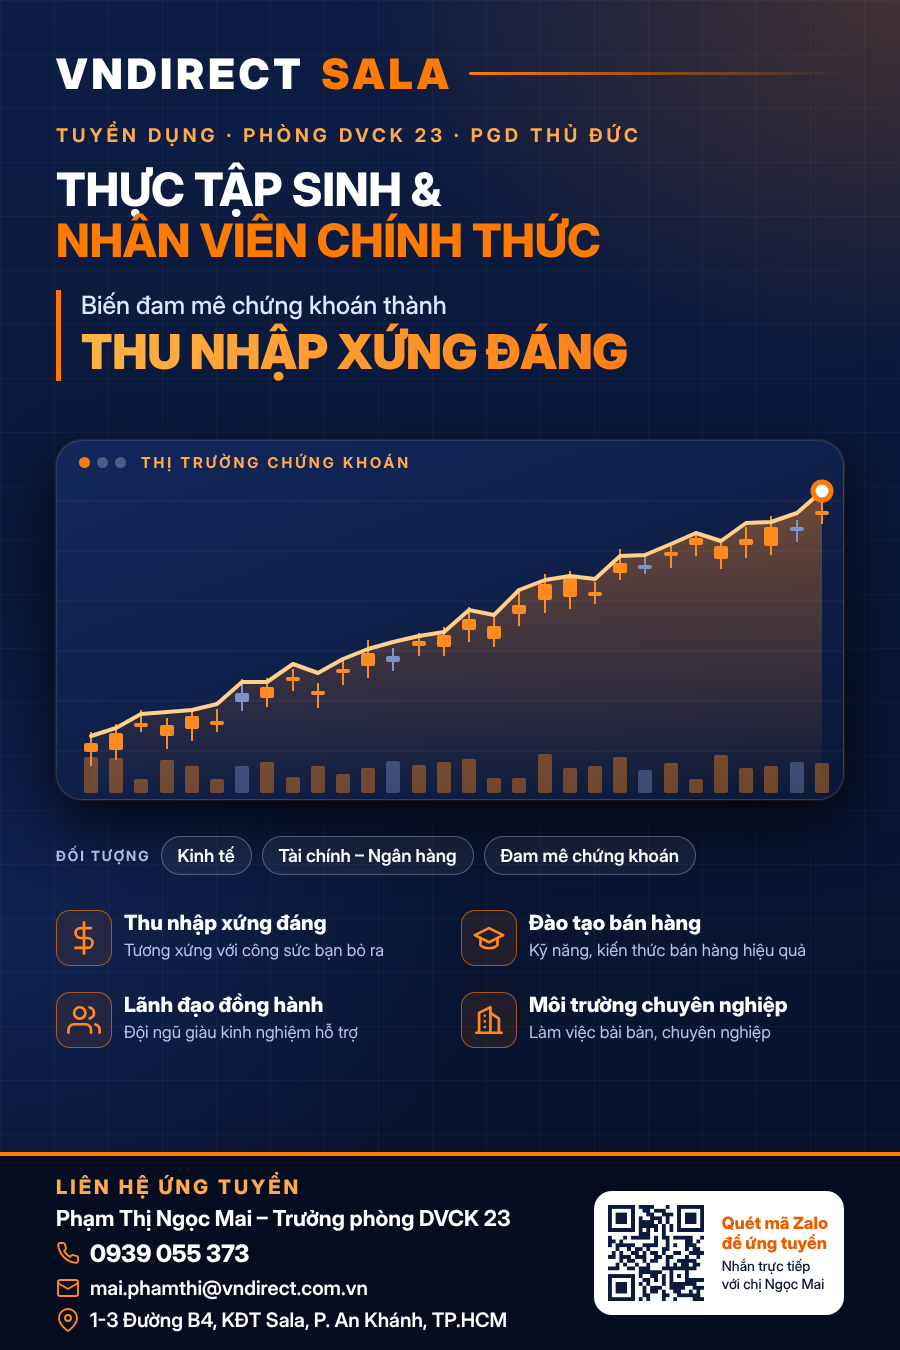 VNDIRECT SALA
TUYỂN DỤNG · PHÒNG DVCK 23 · PGD THỦ ĐỨC
THỰC TẬP SINH &
NHÂN VIÊN CHÍNH THỨC
Biến đam mê chứng khoán thành
THU NHẬP XỨNG ĐÁNG
THỊ TRƯỜNG CHỨNG KHOÁN
ĐỐI TƯỢNG
Kinh tế
Tài chính – Ngân hàng
Đam mê chứng khoán
Thu nhập xứng đáng
Tương xứng với công sức bạn bỏ ra
Đào tạo bán hàng
Kỹ năng, kiến thức bán hàng hiệu quả
Lãnh đạo đồng hành
Đội ngũ giàu kinh nghiệm hỗ trợ
Môi trường chuyên nghiệp
Làm việc bài bản, chuyên nghiệp
LIÊN HỆ ỨNG TUYỂN
Phạm Thị Ngọc Mai – Trưởng phòng DVCK 23
0939 055 373
mai.phamthi@vndirect.com.vn
1-3 Đường B4, KĐT Sala, P. An Khánh, TP.HCM
Quét mã Zalo
để ứng tuyển
Nhắn trực tiếp
với chị Ngọc Mai